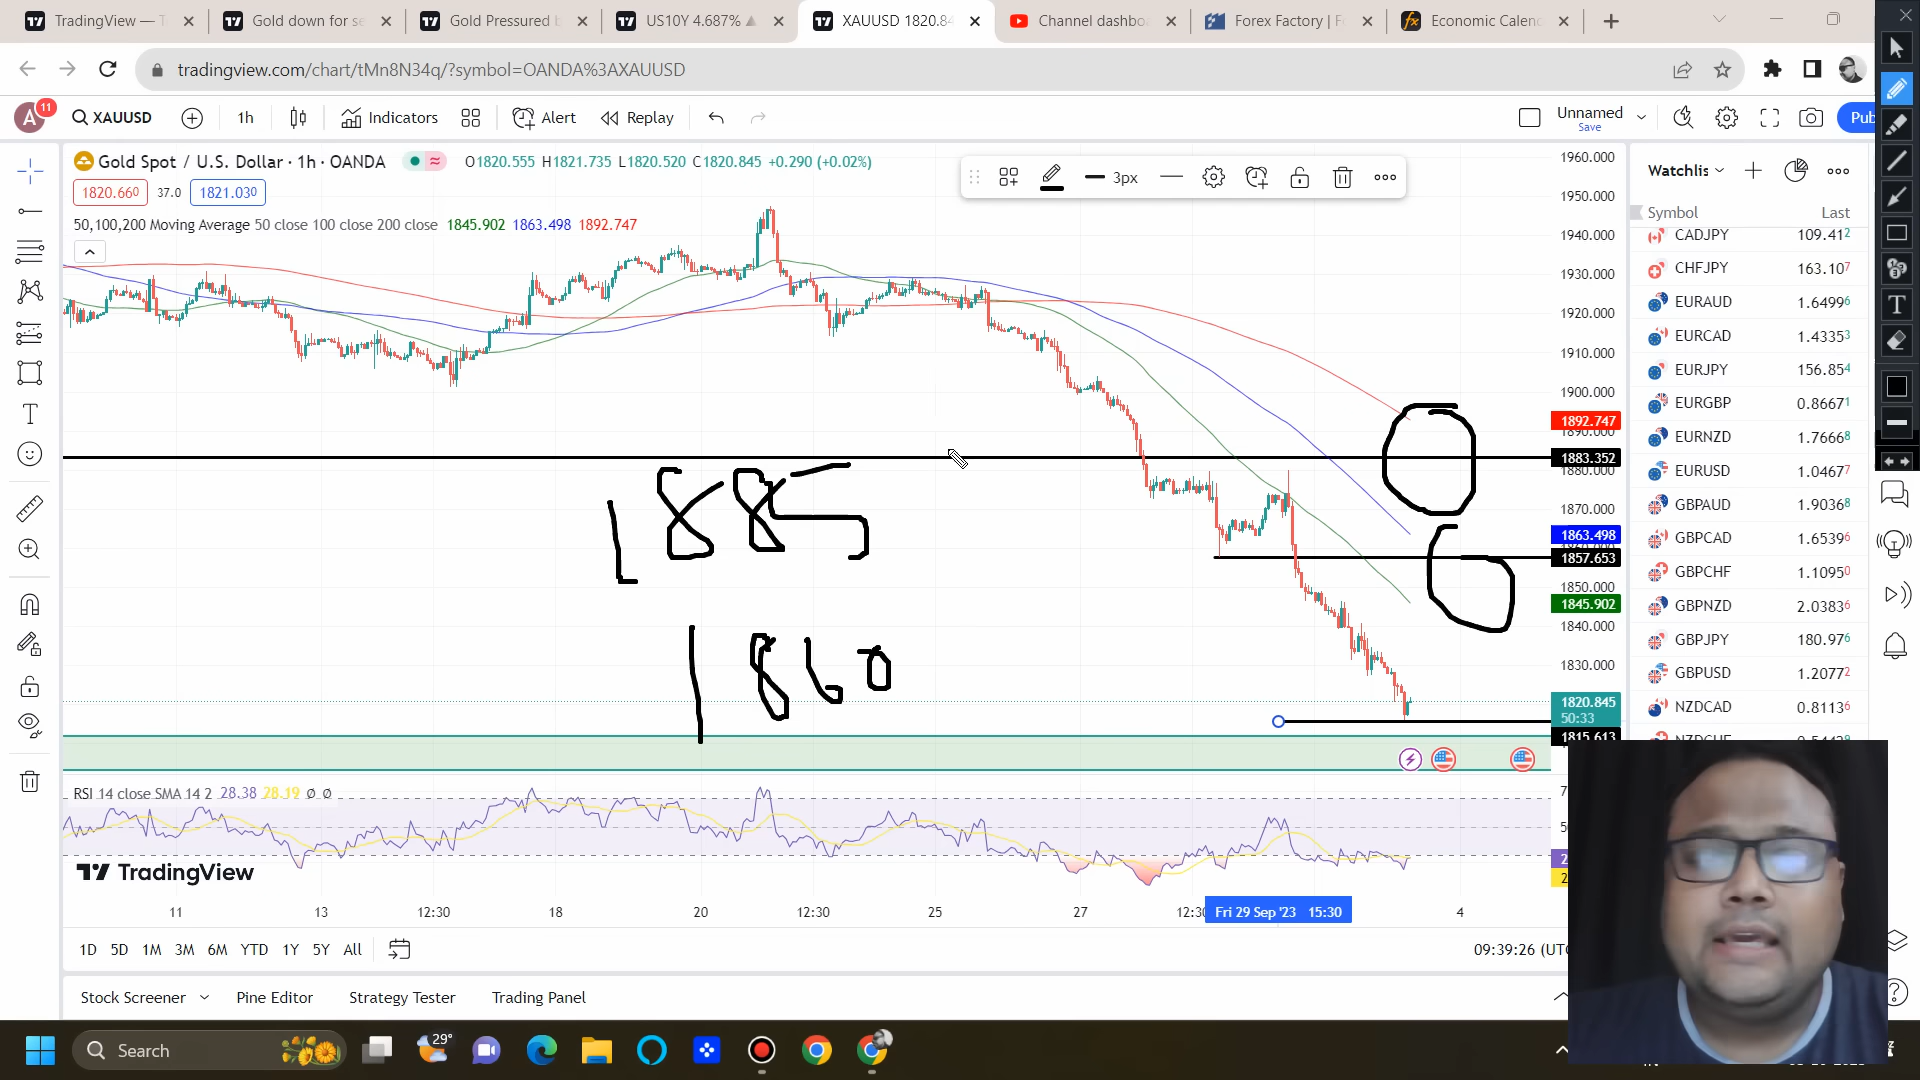 TradingView — T
Gold down for se
Gold Pressured b
US10Y 4.687%
XAUUSD 1820.84
Channel dashbo
Forex Factory | F
Economic Calen
tradingview.com/chart/tMn8N34q/?symbol=OANDA%3AXAUUSD
A 11 XAUUSD 1h Indicators Alert Replay Unnamed Save Pub
Gold Spot / U.S. Dollar · 1h · OANDA O1820.555 H1821.735 L1820.520 C1820.845 +0.290 (+0.02%)
1820.660 37.0 1821.030
50,100,200 Moving Average 50 close 100 close 200 close 1845.902 1863.498 1892.747
3px
1960.000
1950.000
1940.000
1930.000
1920.000
1910.000
1900.000
1892.747
1890.000
1883.352
1880.000
1870.000
1863.498
1857.653
1850.000
1845.902
1840.000
1830.000
1820.845
50:33
1815.613
1885
1860
Watchlis
Symbol Last
CADJPY 109.412
CHFJPY 163.107
EURAUD 1.64996
EURCAD 1.43353
EURJPY 156.854
EURGBP 0.86671
EURNZD 1.76668
EURUSD 1.04677
GBPAUD 1.90368
GBPCAD 1.65396
GBPCHF 1.10950
GBPNZD 2.03836
GBPJPY 180.976
GBPUSD 1.20772
NZDCAD 0.81136
RSI 14 close SMA 14 2 28.38 28.19 ø ø
TradingView
11 13 12:30 18 20 12:30 25 27 12:30 Fri 29 Sep '23 15:30 4
1D 5D 1M 3M 6M YTD 1Y 5Y All 09:39:26 (UTC
Stock Screener Pine Editor Strategy Tester Trading Panel
Search
29°